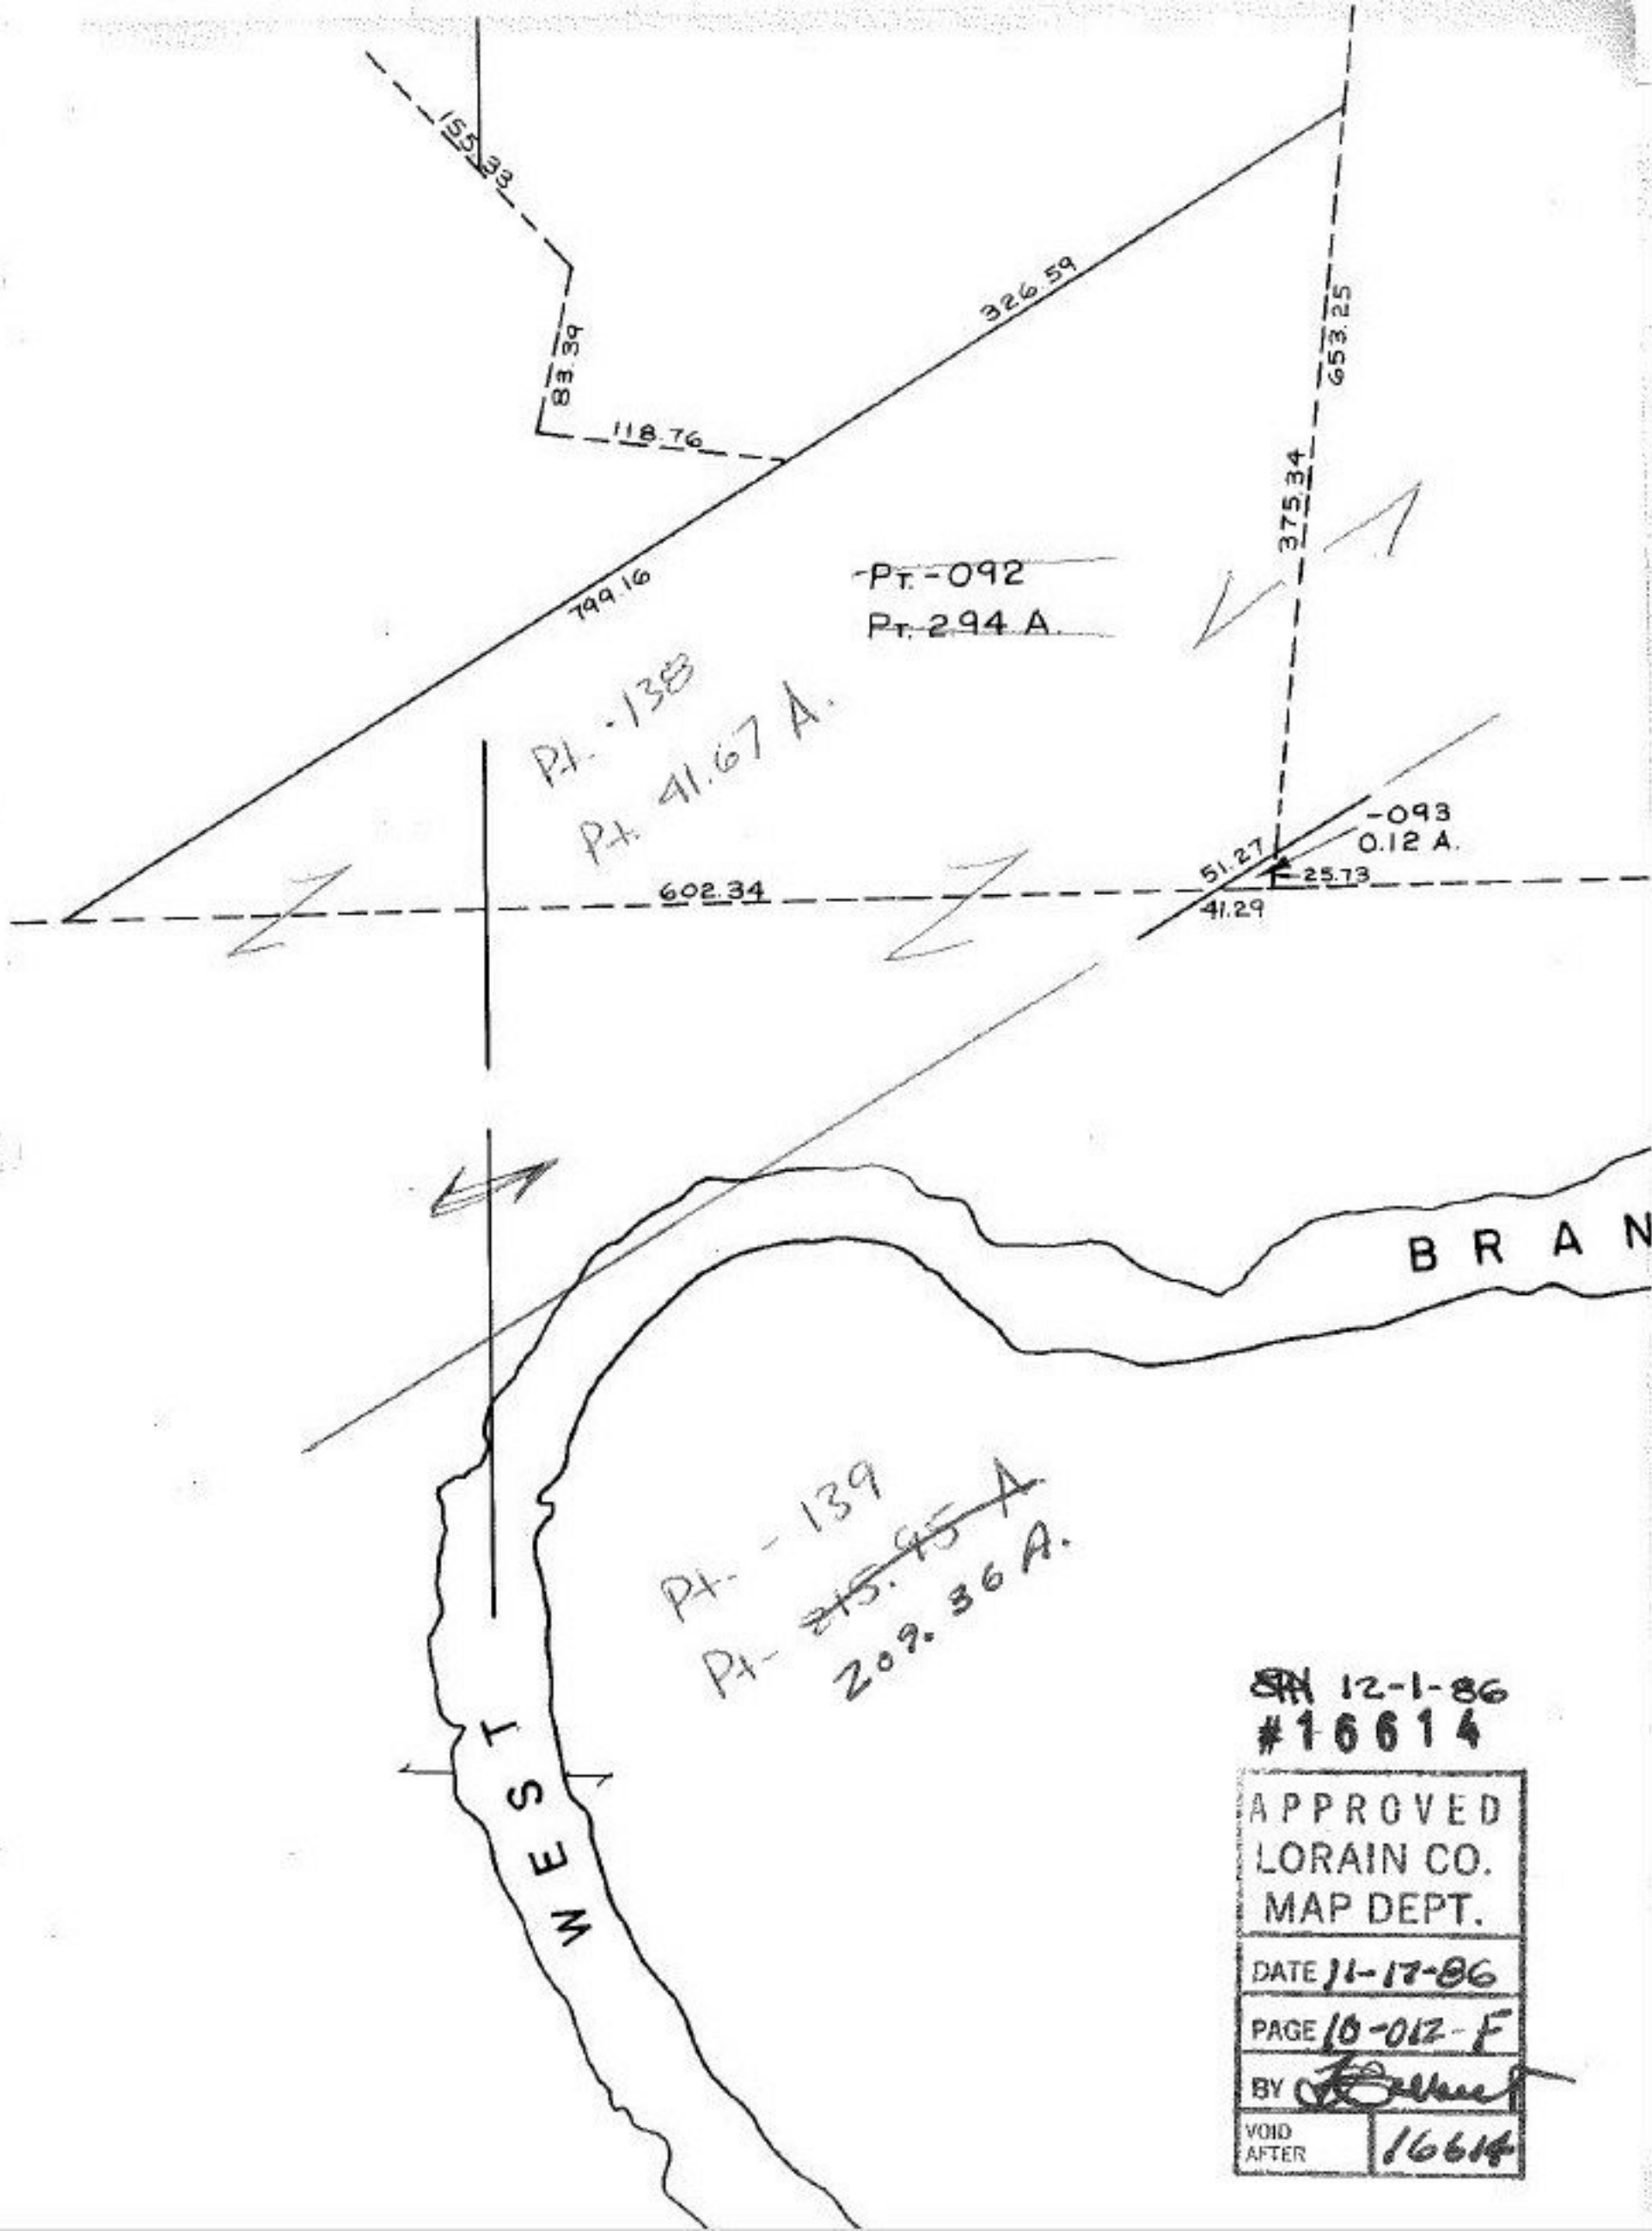 155.33
326.59
83.39
653.25
118.76
375.34
799.16
PT.-092
PT. 294 A.
Pt. -138
Pt. 41.67 A.
-093
0.12 A.
51.27
25.73
602.34
41.29
BRAN
Pt. - 139
Pt- 215.95 A
209.36 A.
WEST
12-1-86
#16614
APPROVED
LORAIN CO.
MAP DEPT.
DATE 11-17-86
PAGE 10-012-F
BY
VOID
AFTER
16614